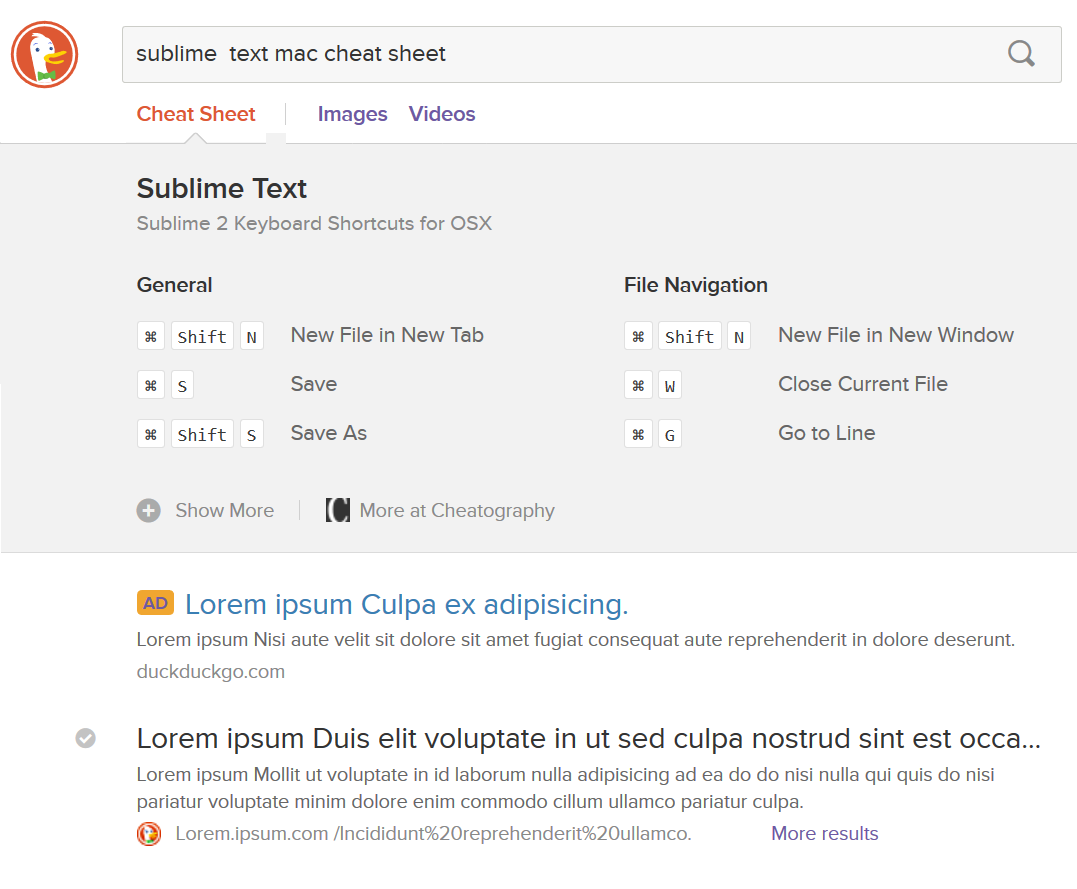 sublime  text mac cheat sheet
Cheat Sheet Images Videos
Sublime Text
Sublime 2 Keyboard Shortcuts for OSX
General
⌘ Shift N New File in New Tab
⌘ S Save
⌘ Shift S Save As
File Navigation
⌘ Shift N New File in New Window
⌘ W Close Current File
⌘ G Go to Line
Show More
More at Cheatography
AD Lorem ipsum Culpa ex adipisicing.
Lorem ipsum Nisi aute velit sit dolore sit amet fugiat consequat aute reprehenderit in dolore deserunt.
duckduckgo.com
Lorem ipsum Duis elit voluptate in ut sed culpa nostrud sint est occa...
Lorem ipsum Mollit ut voluptate in id laborum nulla adipisicing ad ea do do nisi nulla qui quis do nisi
pariatur voluptate minim dolore enim commodo cillum ullamco pariatur culpa.
Lorem.ipsum.com /Incididunt%20reprehenderit%20ullamco. More results